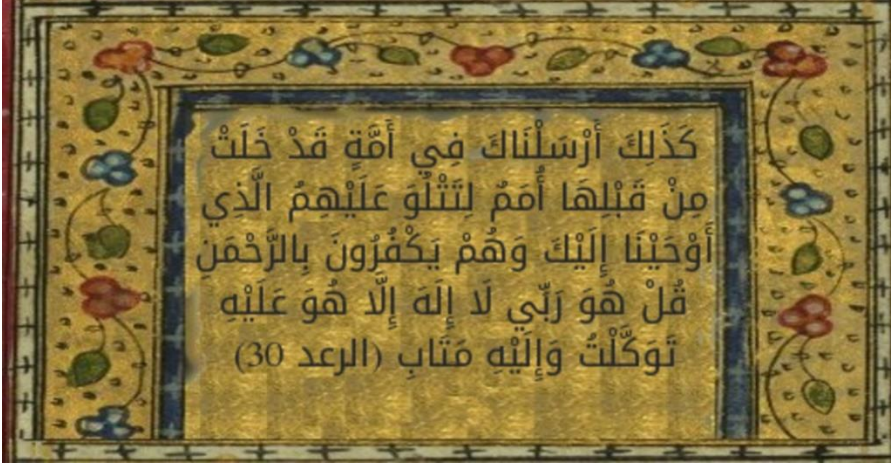 كَذَلِكَ أَرْسَلْنَاكَ فِي أُمَّةٍ قَدْ خَلَتْ
مِنْ قَبْلِهَا أُمَمٌ لِتَتْلُوَ عَلَيْهِمُ الَّذِي
أَوْحَيْنَا إِلَيْكَ وَهُمْ يَكْفُرُونَ بِالرَّحْمَنِ
قُلْ هُوَ رَبِّي لَا إِلَهَ إِلَّا هُوَ عَلَيْهِ
تَوَكَّلْتُ وَإِلَيْهِ مَتَابِ (الرعد 30)